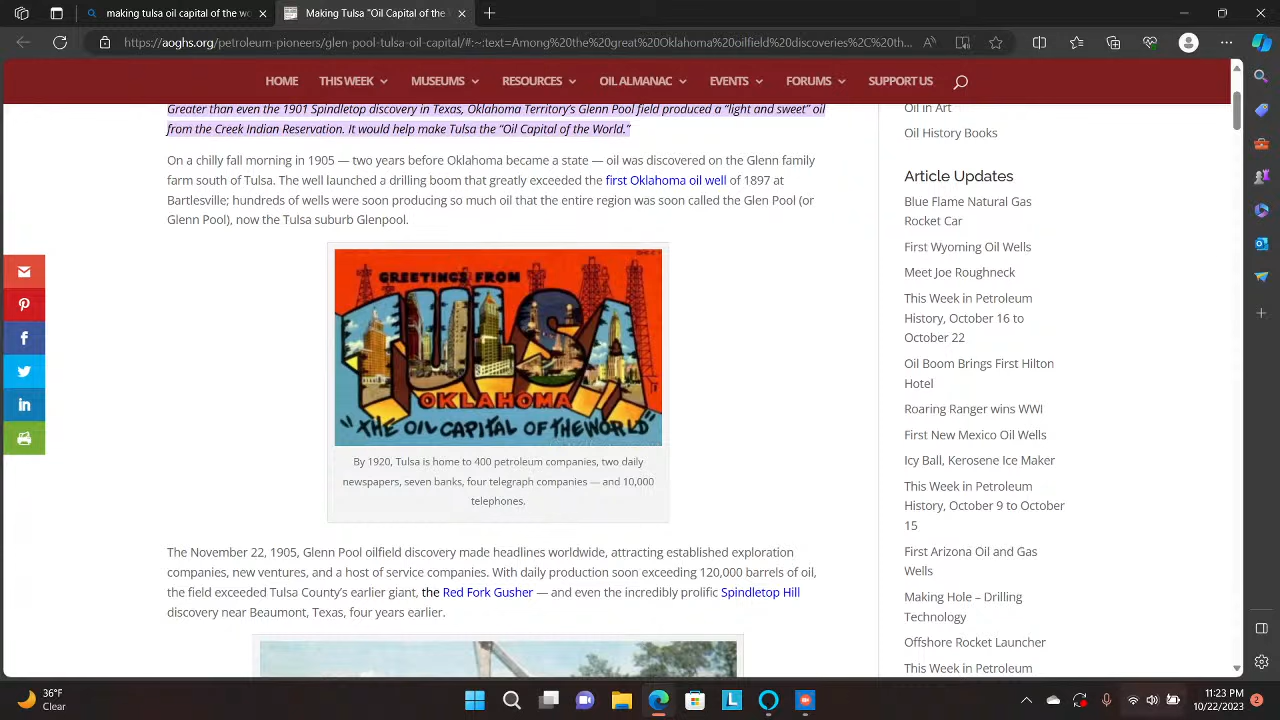 making tulsa oil capital of the wo
Making Tulsa "Oil Capital of the
https://aoghs.org/petroleum-pioneers/glen-pool-tulsa-oil-capital/#:~:text=Among%20the%20great%20Oklahoma%20oilfield%20discoveries%2C%20th...
HOME THIS WEEK MUSEUMS RESOURCES OIL ALMANAC EVENTS FORUMS SUPPORT US
Greater than even the 1901 Spindletop discovery in Texas, Oklahoma Territory's Glenn Pool field produced a "light and sweet" oil
from the Creek Indian Reservation. It would help make Tulsa the "Oil Capital of the World."
On a chilly fall morning in 1905 — two years before Oklahoma became a state — oil was discovered on the Glenn family
farm south of Tulsa. The well launched a drilling boom that greatly exceeded the first Oklahoma oil well of 1897 at
Bartlesville; hundreds of wells were soon producing so much oil that the entire region was soon called the Glen Pool (or
Glenn Pool), now the Tulsa suburb Glenpool.
GREETINGS FROM
TULSA
OKLAHOMA
"THE OIL CAPITAL OF THE WORLD"
By 1920, Tulsa is home to 400 petroleum companies, two daily
newspapers, seven banks, four telegraph companies — and 10,000
telephones.
The November 22, 1905, Glenn Pool oilfield discovery made headlines worldwide, attracting established exploration
companies, new ventures, and a host of service companies. With daily production soon exceeding 120,000 barrels of oil,
the field exceeded Tulsa County's earlier giant, the Red Fork Gusher — and even the incredibly prolific Spindletop Hill
discovery near Beaumont, Texas, four years earlier.
Oil in Art
Oil History Books
Article Updates
Blue Flame Natural Gas
Rocket Car
First Wyoming Oil Wells
Meet Joe Roughneck
This Week in Petroleum
History, October 16 to
October 22
Oil Boom Brings First Hilton
Hotel
Roaring Ranger wins WWI
First New Mexico Oil Wells
Icy Ball, Kerosene Ice Maker
This Week in Petroleum
History, October 9 to October
15
First Arizona Oil and Gas
Wells
Making Hole – Drilling
Technology
Offshore Rocket Launcher
This Week in Petroleum
36°F
Clear
11:23 PM
10/22/2023
2